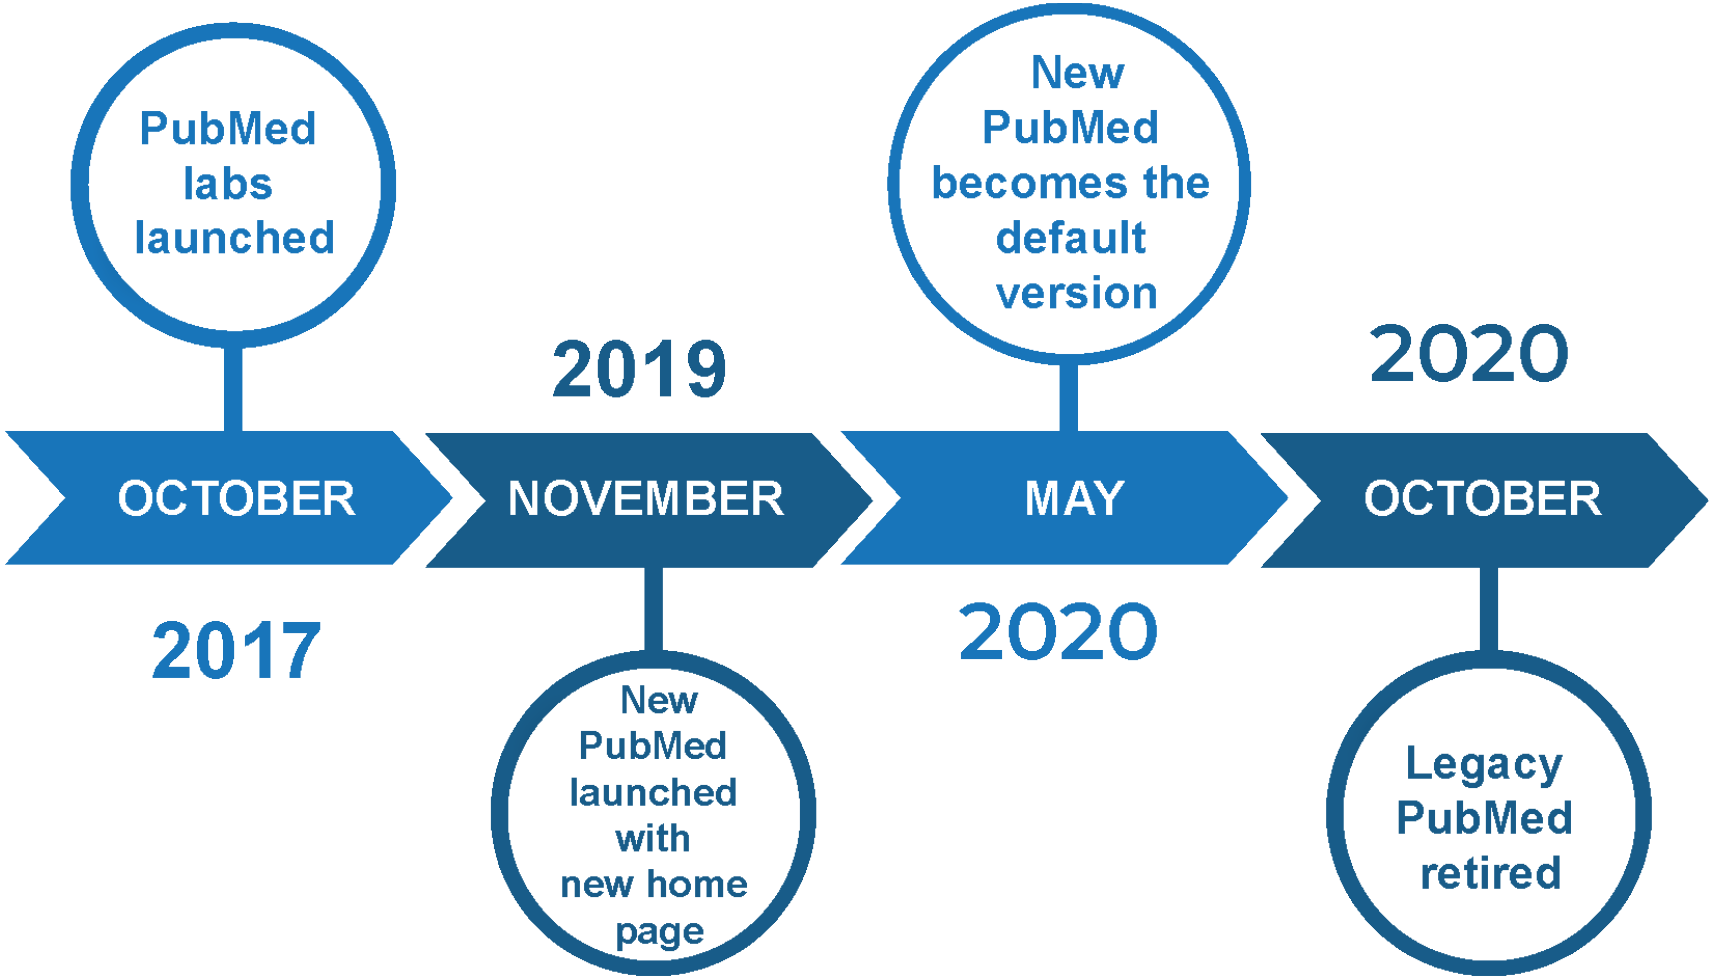 PubMed
labs
launched
OCTOBER
2017
2019
NOVEMBER
New
PubMed
launched
with
new home
page
New
PubMed
becomes the
default
version
MAY
2020
2020
OCTOBER
Legacy
PubMed
retired